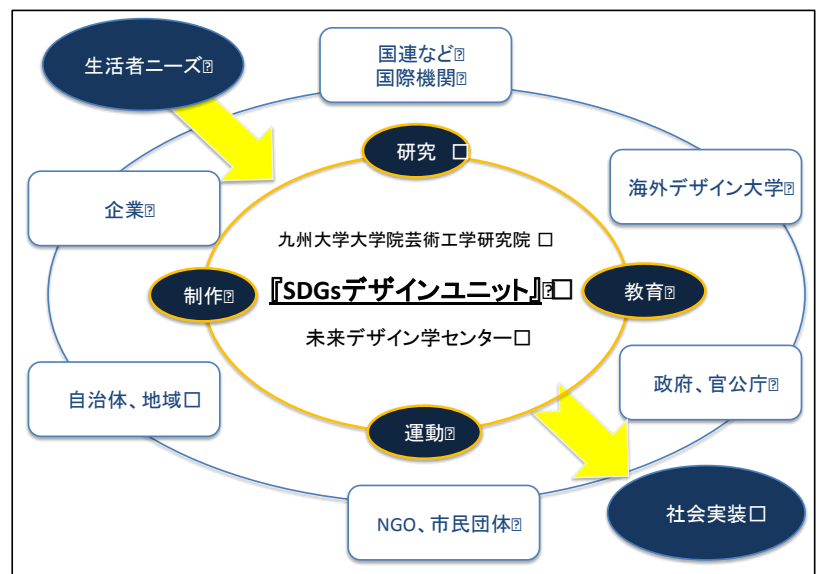 生活者ニーズ
国連など
国際機関
研究
海外デザイン大学
企業
九州大学大学院芸術工学研究院
制作
『SDGsデザインユニット』
教育
未来デザイン学センター
自治体、地域
政府、官公庁
運動
NGO、市民団体
社会実装